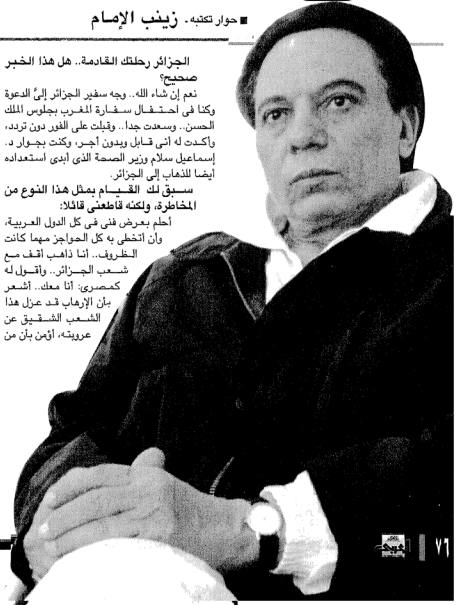 ■ حوار تكتبه. زينب الإمام
الجزائر رحلتك القادمة.. هل هذا الخبر
صحيح؟
نعم إن شاء الله.. وجه سفير الجزائر إلىَّ الدعوة
وكنا فى احتفال سفارة المغرب بجلوس الملك
الحسن.. وسعدت جدا.. وقبلت على الفور دون تردد،
وأكدت له أنى قابل وبدون أجر، وكنت بجوار د.
إسماعيل سلام وزير الصحة الذى أبدى استعداده
أيضا للذهاب إلى الجزائر.
سبق لك القيام بمثل هذا النوع من
المخاطرة، ولكنه قاطعنى قائلا:
أحلم بعرض فنى فى كل الدول العربية،
وأن أتخطى به كل الحواجز مهما كانت
الظروف.. أنا ذاهب أقف مع
شعب الجزائر.. وأقول له
كمصرى: أنا معك.. أشعر
بأن الإرهاب قد عزل هذا
الشعب الشقيق عن
عروبته، أؤمن بأن من
٧٦